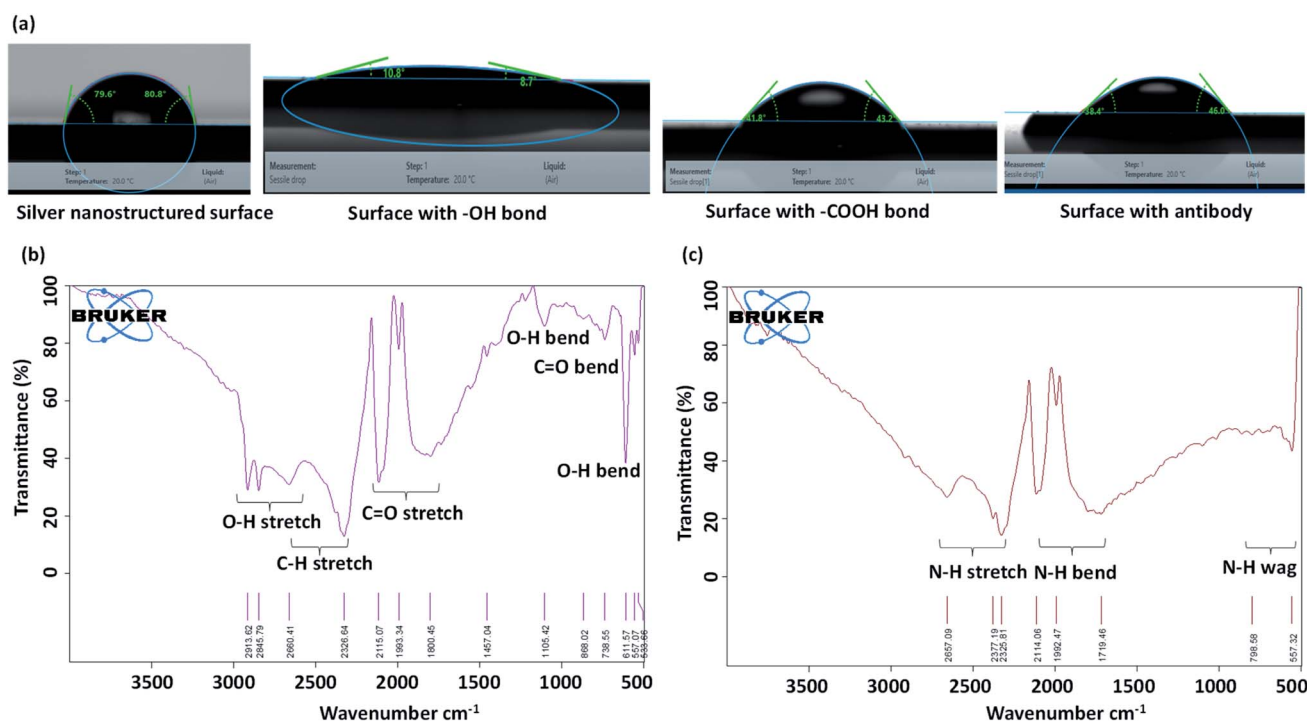 (a)
79.6° 80.8°
10.8° 8.7°
41.8° 43.2°
38.4° 46.0°
Step: 1 Liquid:
Temperature: 20.0 °C (Air)
Measurement: Step: 1 Liquid:
Sessile drop Temperature: 20.0 °C (Air)
Measurement: Step: 1 Liquid:
Sessile drop[1] Temperature: 20.0 °C (Air)
Measurement: Step: 1 Liquid:
Sessile drop[1] Temperature: 20.0 °C (Air)
Silver nanostructured surface
Surface with -OH bond
Surface with -COOH bond
Surface with antibody
(b)
BRUKER
Transmittance (%)
100
80
60
40
20
0
O-H bend
C=O bend
O-H bend
O-H stretch
C=O stretch
C-H stretch
2913.62
2845.79
2660.41
2326.64
2115.07
1993.34
1800.45
1457.04
1105.42
868.02
738.55
611.57
557.07
533.66
3500 3000 2500 2000 1500 1000 500
Wavenumber cm-1
(c)
BRUKER
Transmittance (%)
100
80
60
40
20
0
N-H stretch
N-H bend
N-H wag
2657.09
2377.19
2325.81
2114.06
1992.47
1719.46
798.58
557.32
3500 3000 2500 2000 1500 1000 500
Wavenumber cm-1